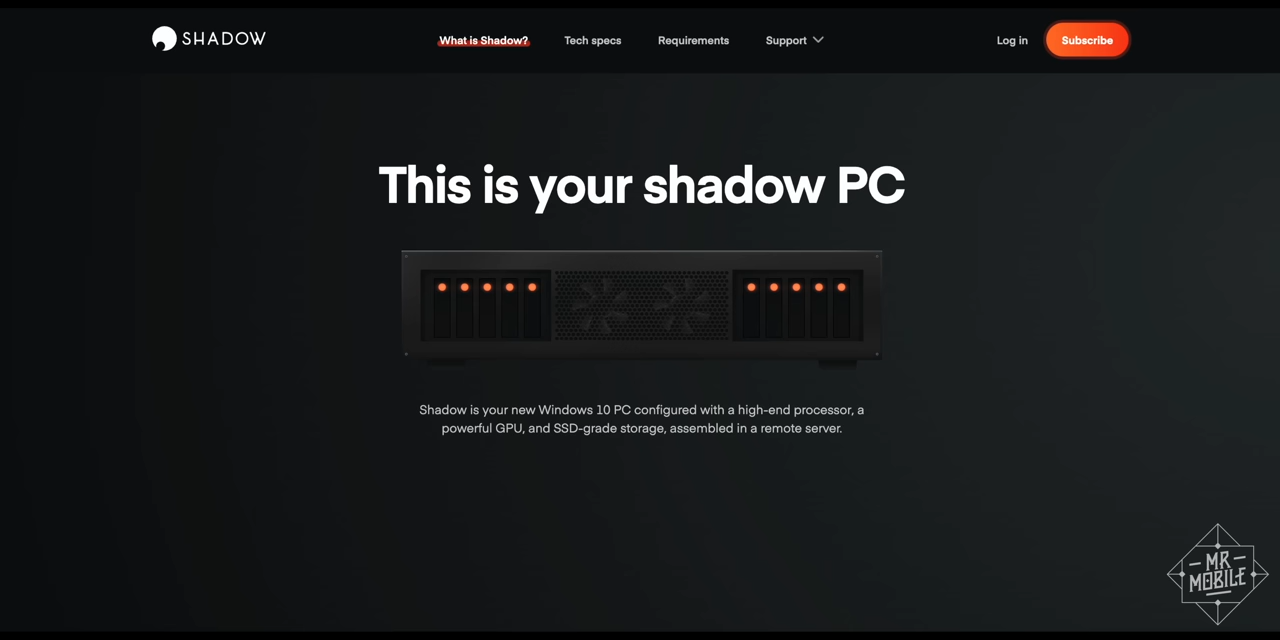 SHADOW
What is Shadow?
Tech specs
Requirements
Support
Log in
Subscribe
This is your shadow PC
Shadow is your new Windows 10 PC configured with a high-end processor, a
powerful GPU, and SSD-grade storage, assembled in a remote server.
MR
MOBILE